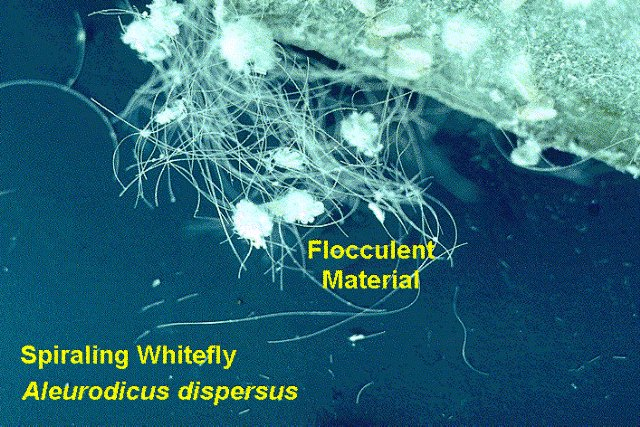 Flocculent
Material
Spiraling Whitefly
Aleurodicus dispersus